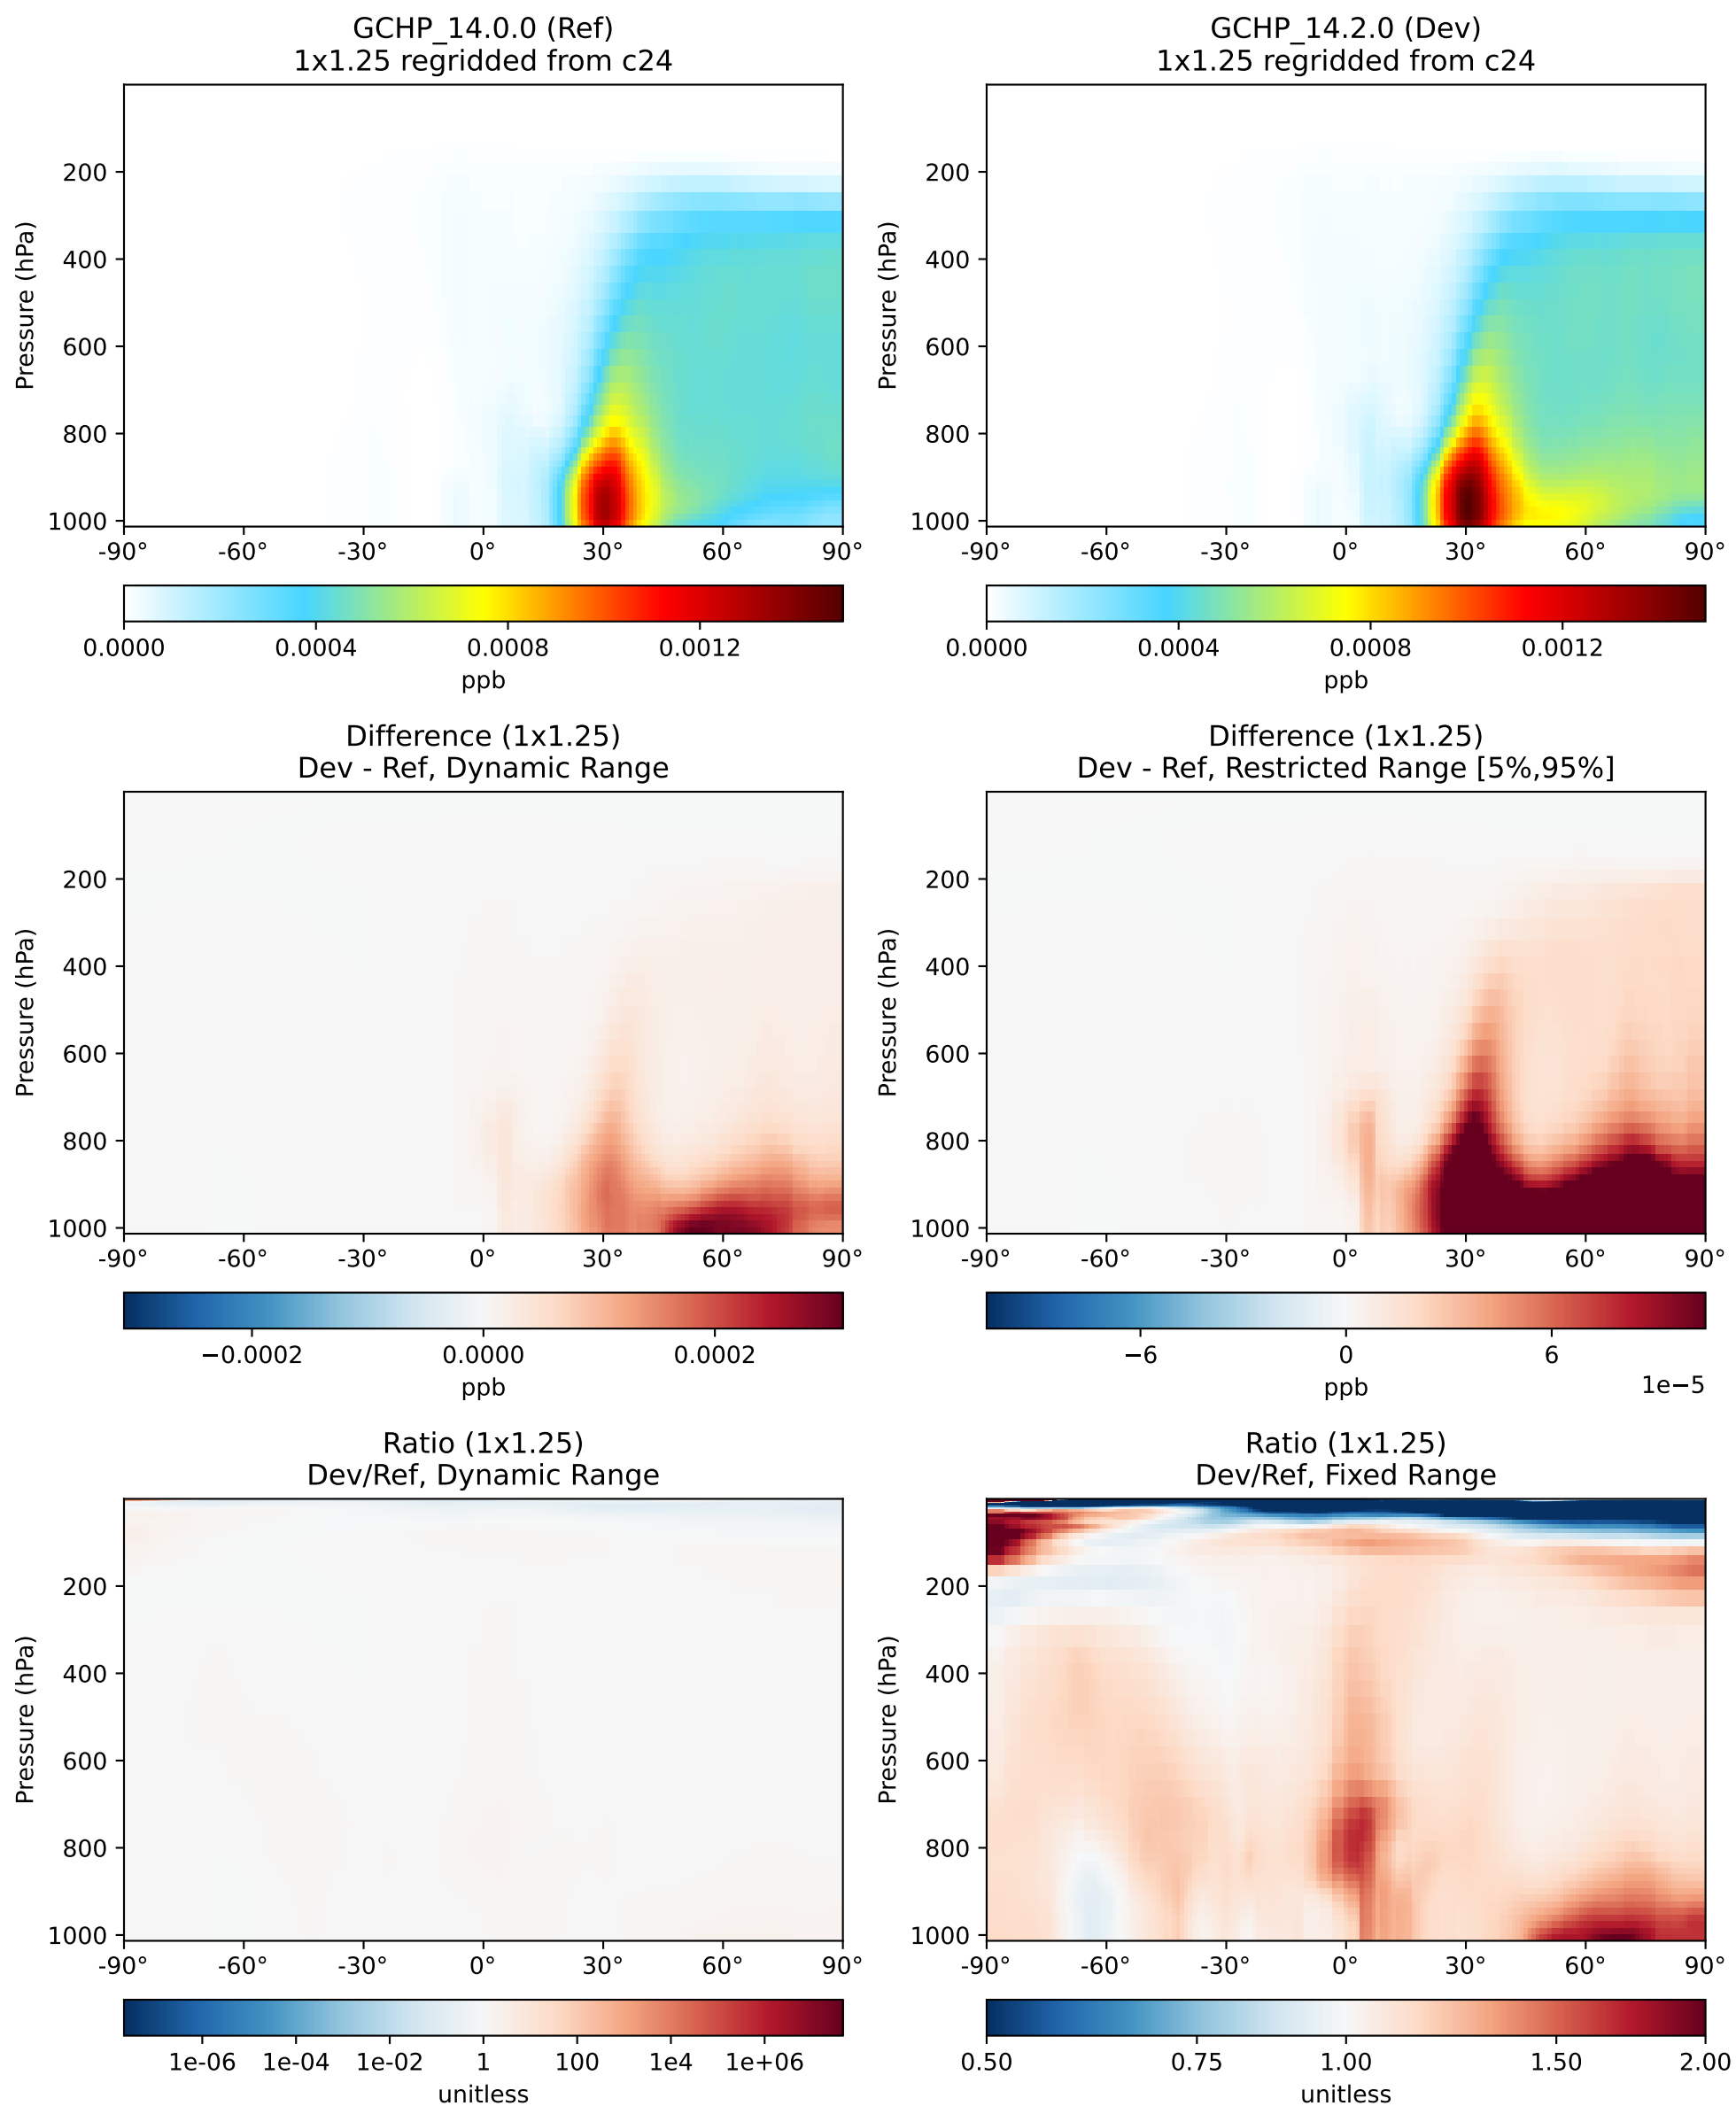 GCHP_14.0.0 (Ref)
1x1.25 regridded from c24
Pressure (hPa)
200
400
600
800
1000
-90° -60° -30° 0° 30° 60° 90°
0.0000 0.0004 0.0008 0.0012
ppb
GCHP_14.2.0 (Dev)
1x1.25 regridded from c24
Pressure (hPa)
200
400
600
800
1000
-90° -60° -30° 0° 30° 60° 90°
0.0000 0.0004 0.0008 0.0012
ppb
Difference (1x1.25)
Dev - Ref, Dynamic Range
Pressure (hPa)
200
400
600
800
1000
-90° -60° -30° 0° 30° 60° 90°
−0.0002 0.0000 0.0002
ppb
Difference (1x1.25)
Dev - Ref, Restricted Range [5%,95%]
Pressure (hPa)
200
400
600
800
1000
-90° -60° -30° 0° 30° 60° 90°
−6 0 6
1e−5
ppb
Ratio (1x1.25)
Dev/Ref, Dynamic Range
Pressure (hPa)
200
400
600
800
1000
-90° -60° -30° 0° 30° 60° 90°
1e-06 1e-04 1e-02 1 100 1e+4 1e+06
unitless
Ratio (1x1.25)
Dev/Ref, Fixed Range
Pressure (hPa)
200
400
600
800
1000
-90° -60° -30° 0° 30° 60° 90°
0.50 0.75 1.00 1.50 2.00
unitless